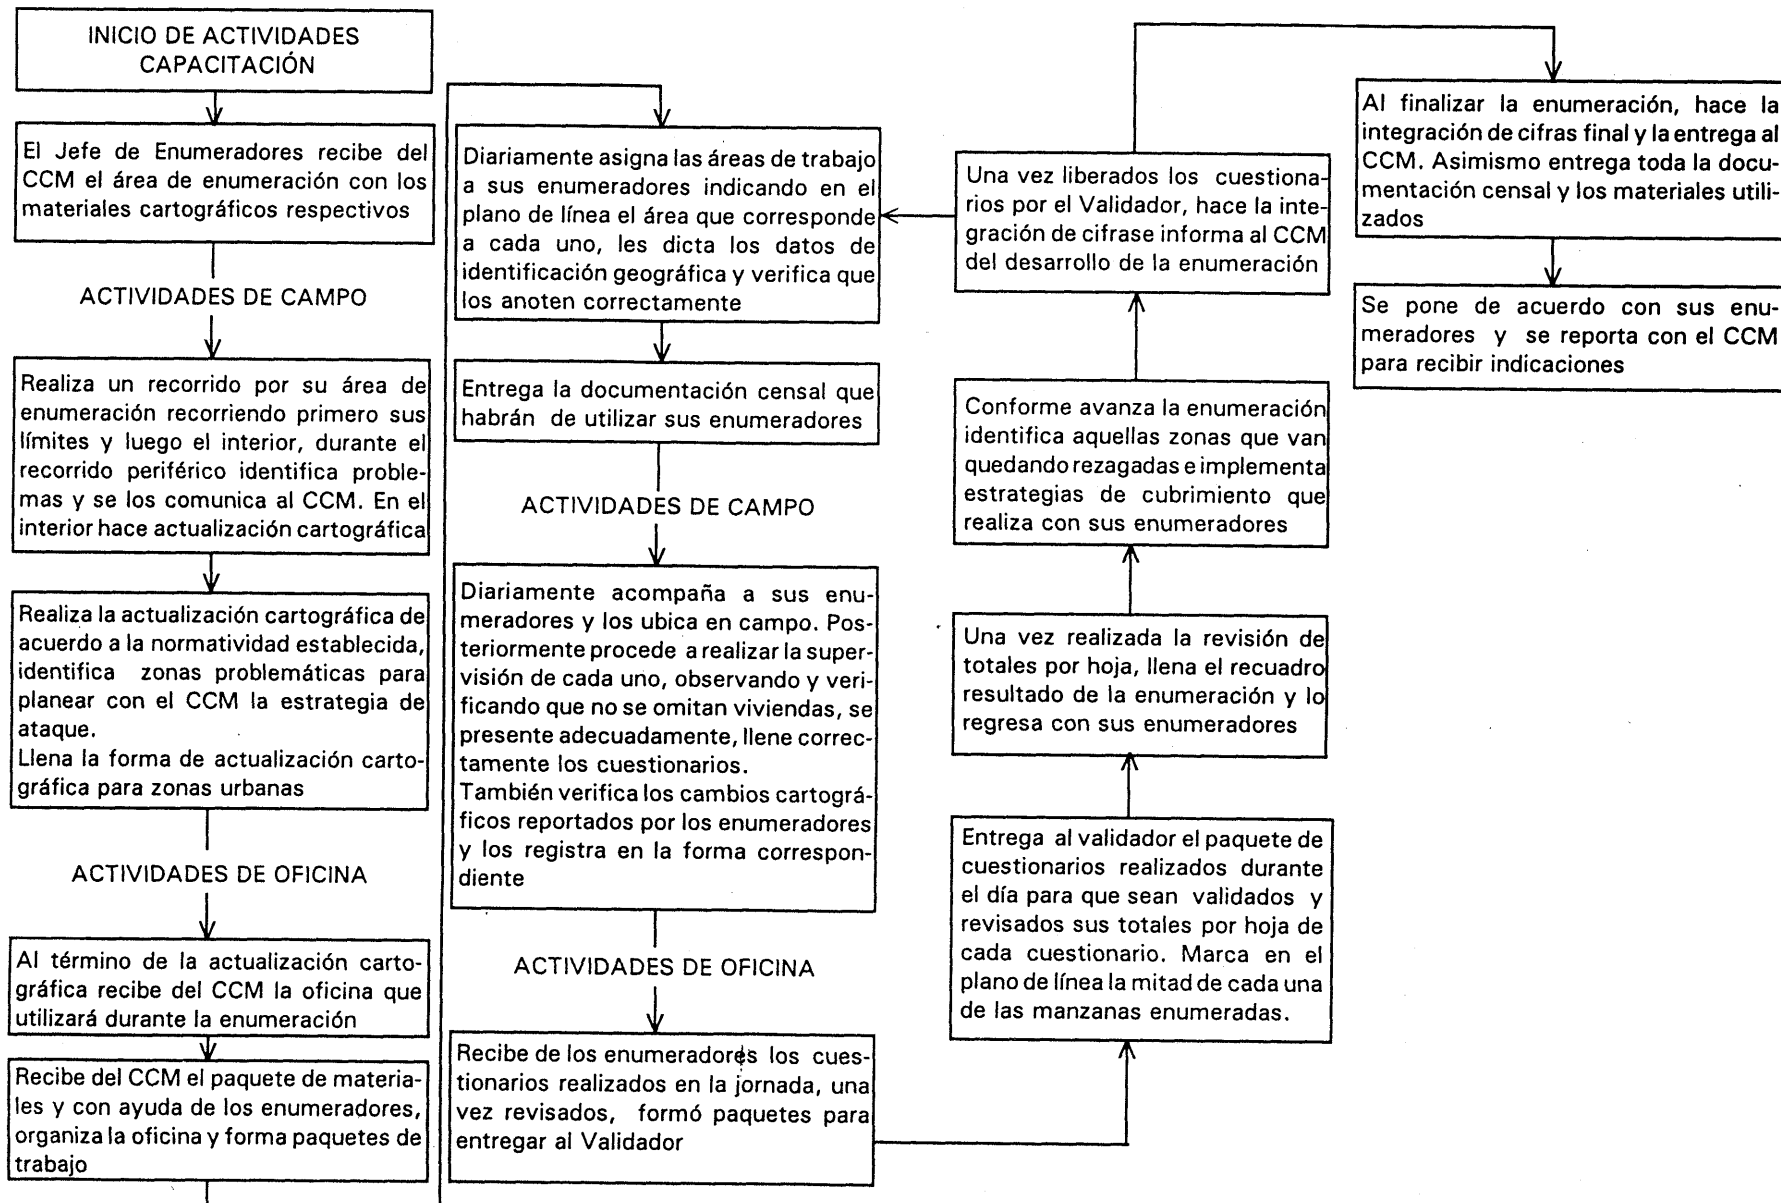 INICIO DE ACTIVIDADES
CAPACITACIÓN
El Jefe de Enumeradores recibe del
CCM el área de enumeración con los
materiales cartográficos respectivos
ACTIVIDADES DE CAMPO
Realiza un recorrido por su área de
enumeración recorriendo primero sus
límites y luego el interior, durante el
recorrido periférico identifica proble-
mas y se los comunica al CCM. En el
interior hace actualización cartográfica
Realiza la actualización cartográfica de
acuerdo a la normatividad establecida,
identifica zonas problemáticas para
planear con el CCM la estrategia de
ataque.
Llena la forma de actualización carto-
gráfica para zonas urbanas
ACTIVIDADES DE OFICINA
Al término de la actualización carto-
gráfica recibe del CCM la oficina que
utilizará durante la enumeración
Recibe del CCM el paquete de materia-
les y con ayuda de los enumeradores,
organiza la oficina y forma paquetes de
trabajo
Diariamente asigna las áreas de trabajo
a sus enumeradores indicando en el
plano de línea el área que corresponde
a cada uno, les dicta los datos de
identificación geográfica y verifica que
los anoten correctamente
Entrega la documentación censal que
habrán de utilizar sus enumeradores
ACTIVIDADES DE CAMPO
Diariamente acompaña a sus enu-
meradores y los ubica en campo. Pos-
teriormente procede a realizar la super-
visión de cada uno, observando y veri-
ficando que no se omitan viviendas, se
presente adecuadamente, llene correc-
tamente los cuestionarios.
También verifica los cambios cartográ-
ficos reportados por los enumeradores
y los registra en la forma correspon-
diente
ACTIVIDADES DE OFICINA
Recibe de los enumeradores los cues-
tionarios realizados en la jornada, una
vez revisados, formó paquetes para
entregar al Validador
Entrega al validador el paquete de
cuestionarios realizados durante
el día para que sean validados y
revisados sus totales por hoja de
cada cuestionario. Marca en el
plano de línea la mitad de cada una
de las manzanas enumeradas.
Una vez realizada la revisión de
totales por hoja, llena el recuadro
resultado de la enumeración y lo
regresa con sus enumeradores
Conforme avanza la enumeración
identifica aquellas zonas que van
quedando rezagadas e implementa
estrategias de cubrimiento que
realiza con sus enumeradores
Una vez liberados los cuestiona-
rios por el Validador, hace la inte-
gración de cifrase informa al CCM
del desarrollo de la enumeración
Al finalizar la enumeración, hace la
integración de cifras final y la entrega al
CCM. Asimismo entrega toda la docu-
mentación censal y los materiales utili-
zados
Se pone de acuerdo con sus enu-
meradores y se reporta con el CCM
para recibir indicaciones